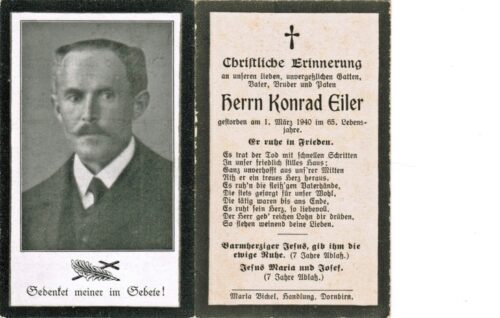 Gedenket meiner im Gebete!
Christliche Erinnerung
an unseren lieben, unvergeßlichen Gatten,
Vater, Bruder und Poten
Herrn Konrad Eiler
gestorben am 1. März 1940 im 65. Lebens-
jahre.
Er ruhe in Frieden.
Es trat der Tod mit schnellen Schritten
In unser friedlich stilles Haus;
Ganz unverhofft aus uns'rer Mitten
Riß er ein treues Herz heraus.
Es ruh'n die fleiß'gen Vaterhände,
Die stets gesorgt für unser Wohl,
Die tätig waren bis ans Ende,
Es ruht sein Herz, so liebevoll.
Der Herr geb' reichen Lohn dir drüben,
So flehen weinend deine Lieben.
Barmherziger Jesus, gib ihm die
ewige Ruhe. (7 Jahre Ablaß.)
Jesus Maria und Josef.
(7 Jahre Ablaß.)
Maria Bickel, Handlung, Dornbirn.